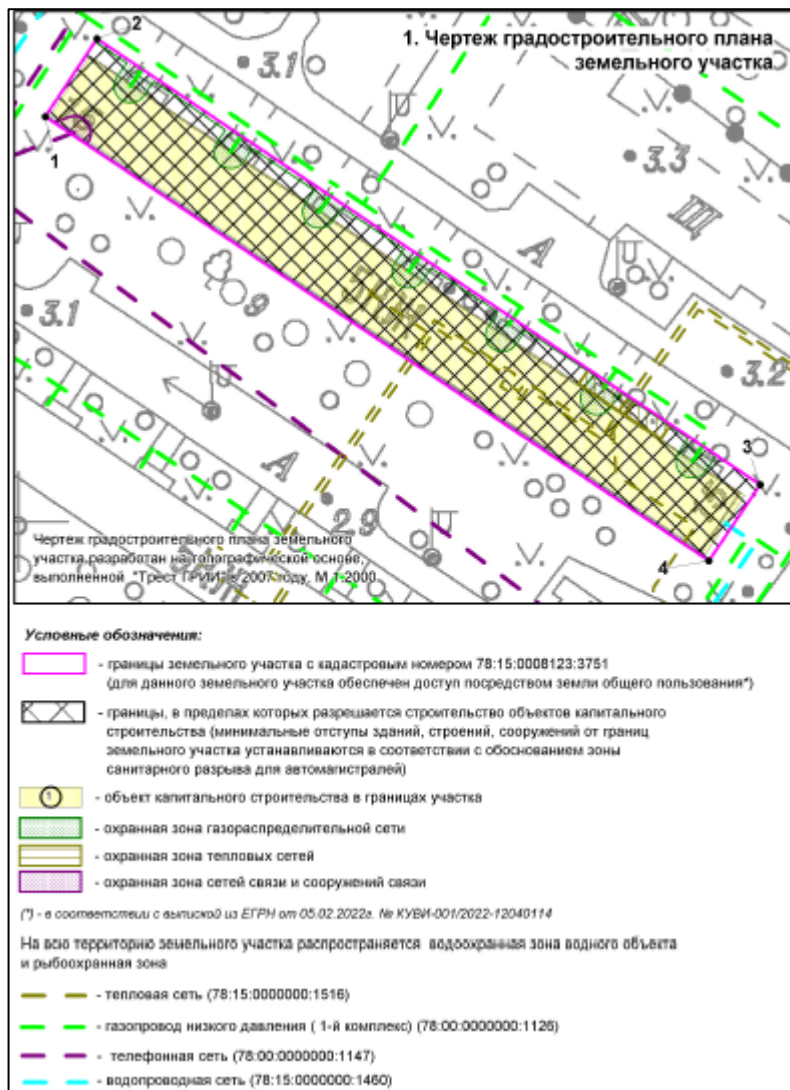 1. Чертеж градостроительного плана
земельного участка
2
3.1
3.3
1
А
3.1
9
3.2
3
А
2.9
4
Чертеж градостроительного плана земельного
участка разработан на топографической основе,
выполненной "Трест ГРИИ" в 2007 году, М 1:2000
Условные обозначения:
- границы земельного участка с кадастровым номером 78:15:0008123:3751
(для данного земельного участка обеспечен доступ посредством земли общего пользования*)
- границы, в пределах которых разрешается строительство объектов капитального
строительства (минимальные отступы зданий, строений, сооружений от границ
земельного участка устанавливаются в соответствии с обоснованием зоны
санитарного разрыва для автомагистралей)
1
- объект капитального строительства в границах участка
- охранная зона газораспределительной сети
- охранная зона тепловых сетей
- охранная зона сетей связи и сооружений связи
(*) - в соответствии с выпиской из ЕГРН от 05.02.2022г. № КУВИ-001/2022-12040114
На всю территорию земельного участка распространяется водоохранная зона водного объекта
и рыбоохранная зона
- тепловая сеть (78:15:0000000:1516)
- газопровод низкого давления ( 1-й комплекс) (78:00:0000000:1126)
- телефонная сеть (78:00:0000000:1147)
- водопроводная сеть (78:15:0000000:1460)